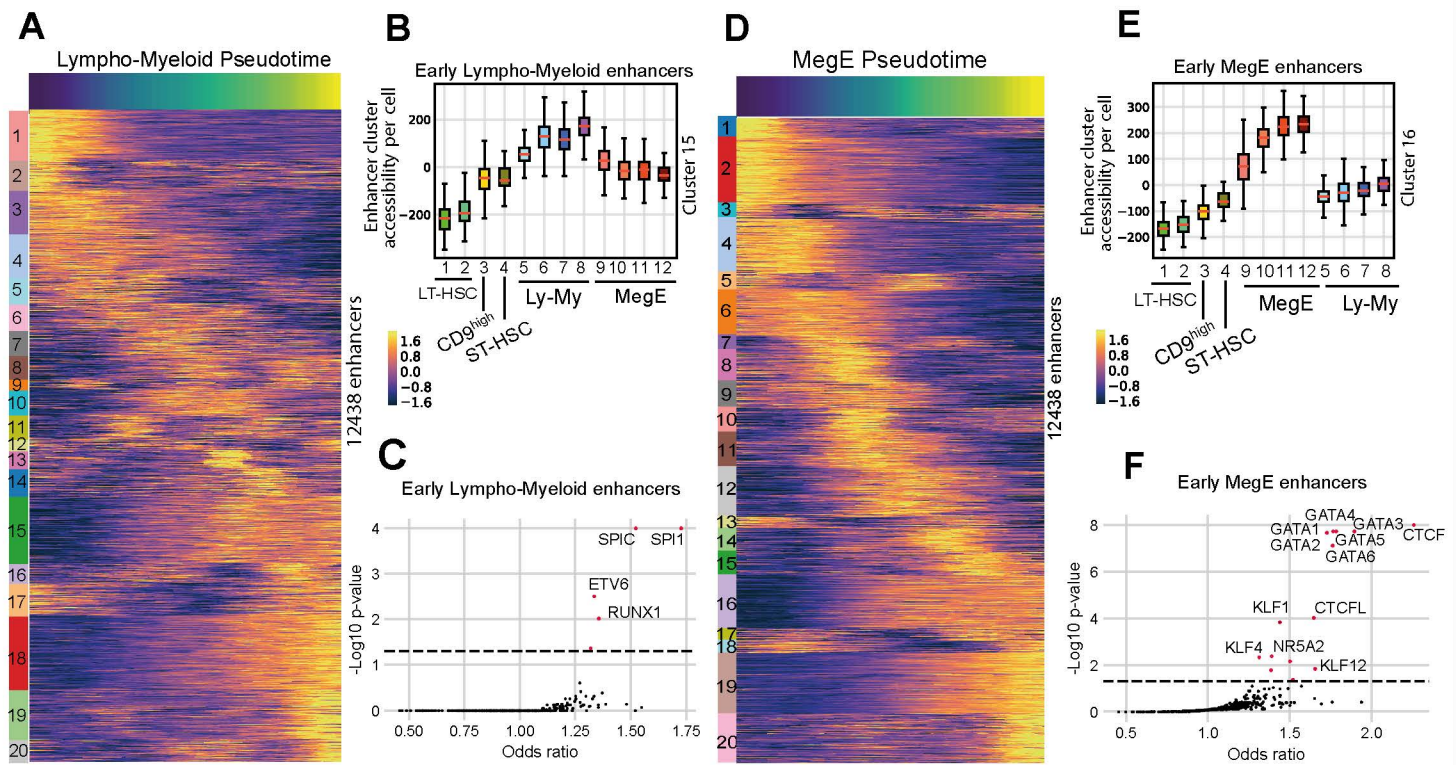 A
Lympho-Myeloid Pseudotime
1
2
3
4
5
6
7
8
9
10
11
12
13
14
15
16
17
18
19
20
12438 enhancers
1.6
0.8
0.0
−0.8
−1.6
B
Early Lympho-Myeloid enhancers
Enhancer cluster
accessibility per cell
200
0
−200
Cluster 15
1 2 3 4 5 6 7 8 9 10 11 12
LT-HSC
CD9high
ST-HSC
Ly-My
MegE
C
Early Lympho-Myeloid enhancers
-Log10 p-value
4
3
2
1
0
SPIC SPI1
ETV6
RUNX1
0.50 0.75 1.00 1.25 1.50 1.75
Odds ratio
D
MegE Pseudotime
1
2
3
4
5
6
7
8
9
10
11
12
13
14
15
16
17
18
19
20
12438 enhancers
1.6
0.8
0.0
−0.8
−1.6
E
Early MegE enhancers
Enhancer cluster
accessibility per cell
300
200
100
0
−100
−200
Cluster 16
1 2 3 4 9 10 11 12 5 6 7 8
LT-HSC
CD9high
ST-HSC
MegE
Ly-My
F
Early MegE enhancers
-Log10 p-value
8
6
4
2
0
GATA4
GATA1 GATA3
CTCF
GATA2 GATA5
GATA6
KLF1 CTCFL
KLF4 NR5A2
KLF12
0.5 1.0 1.5 2.0
Odds ratio